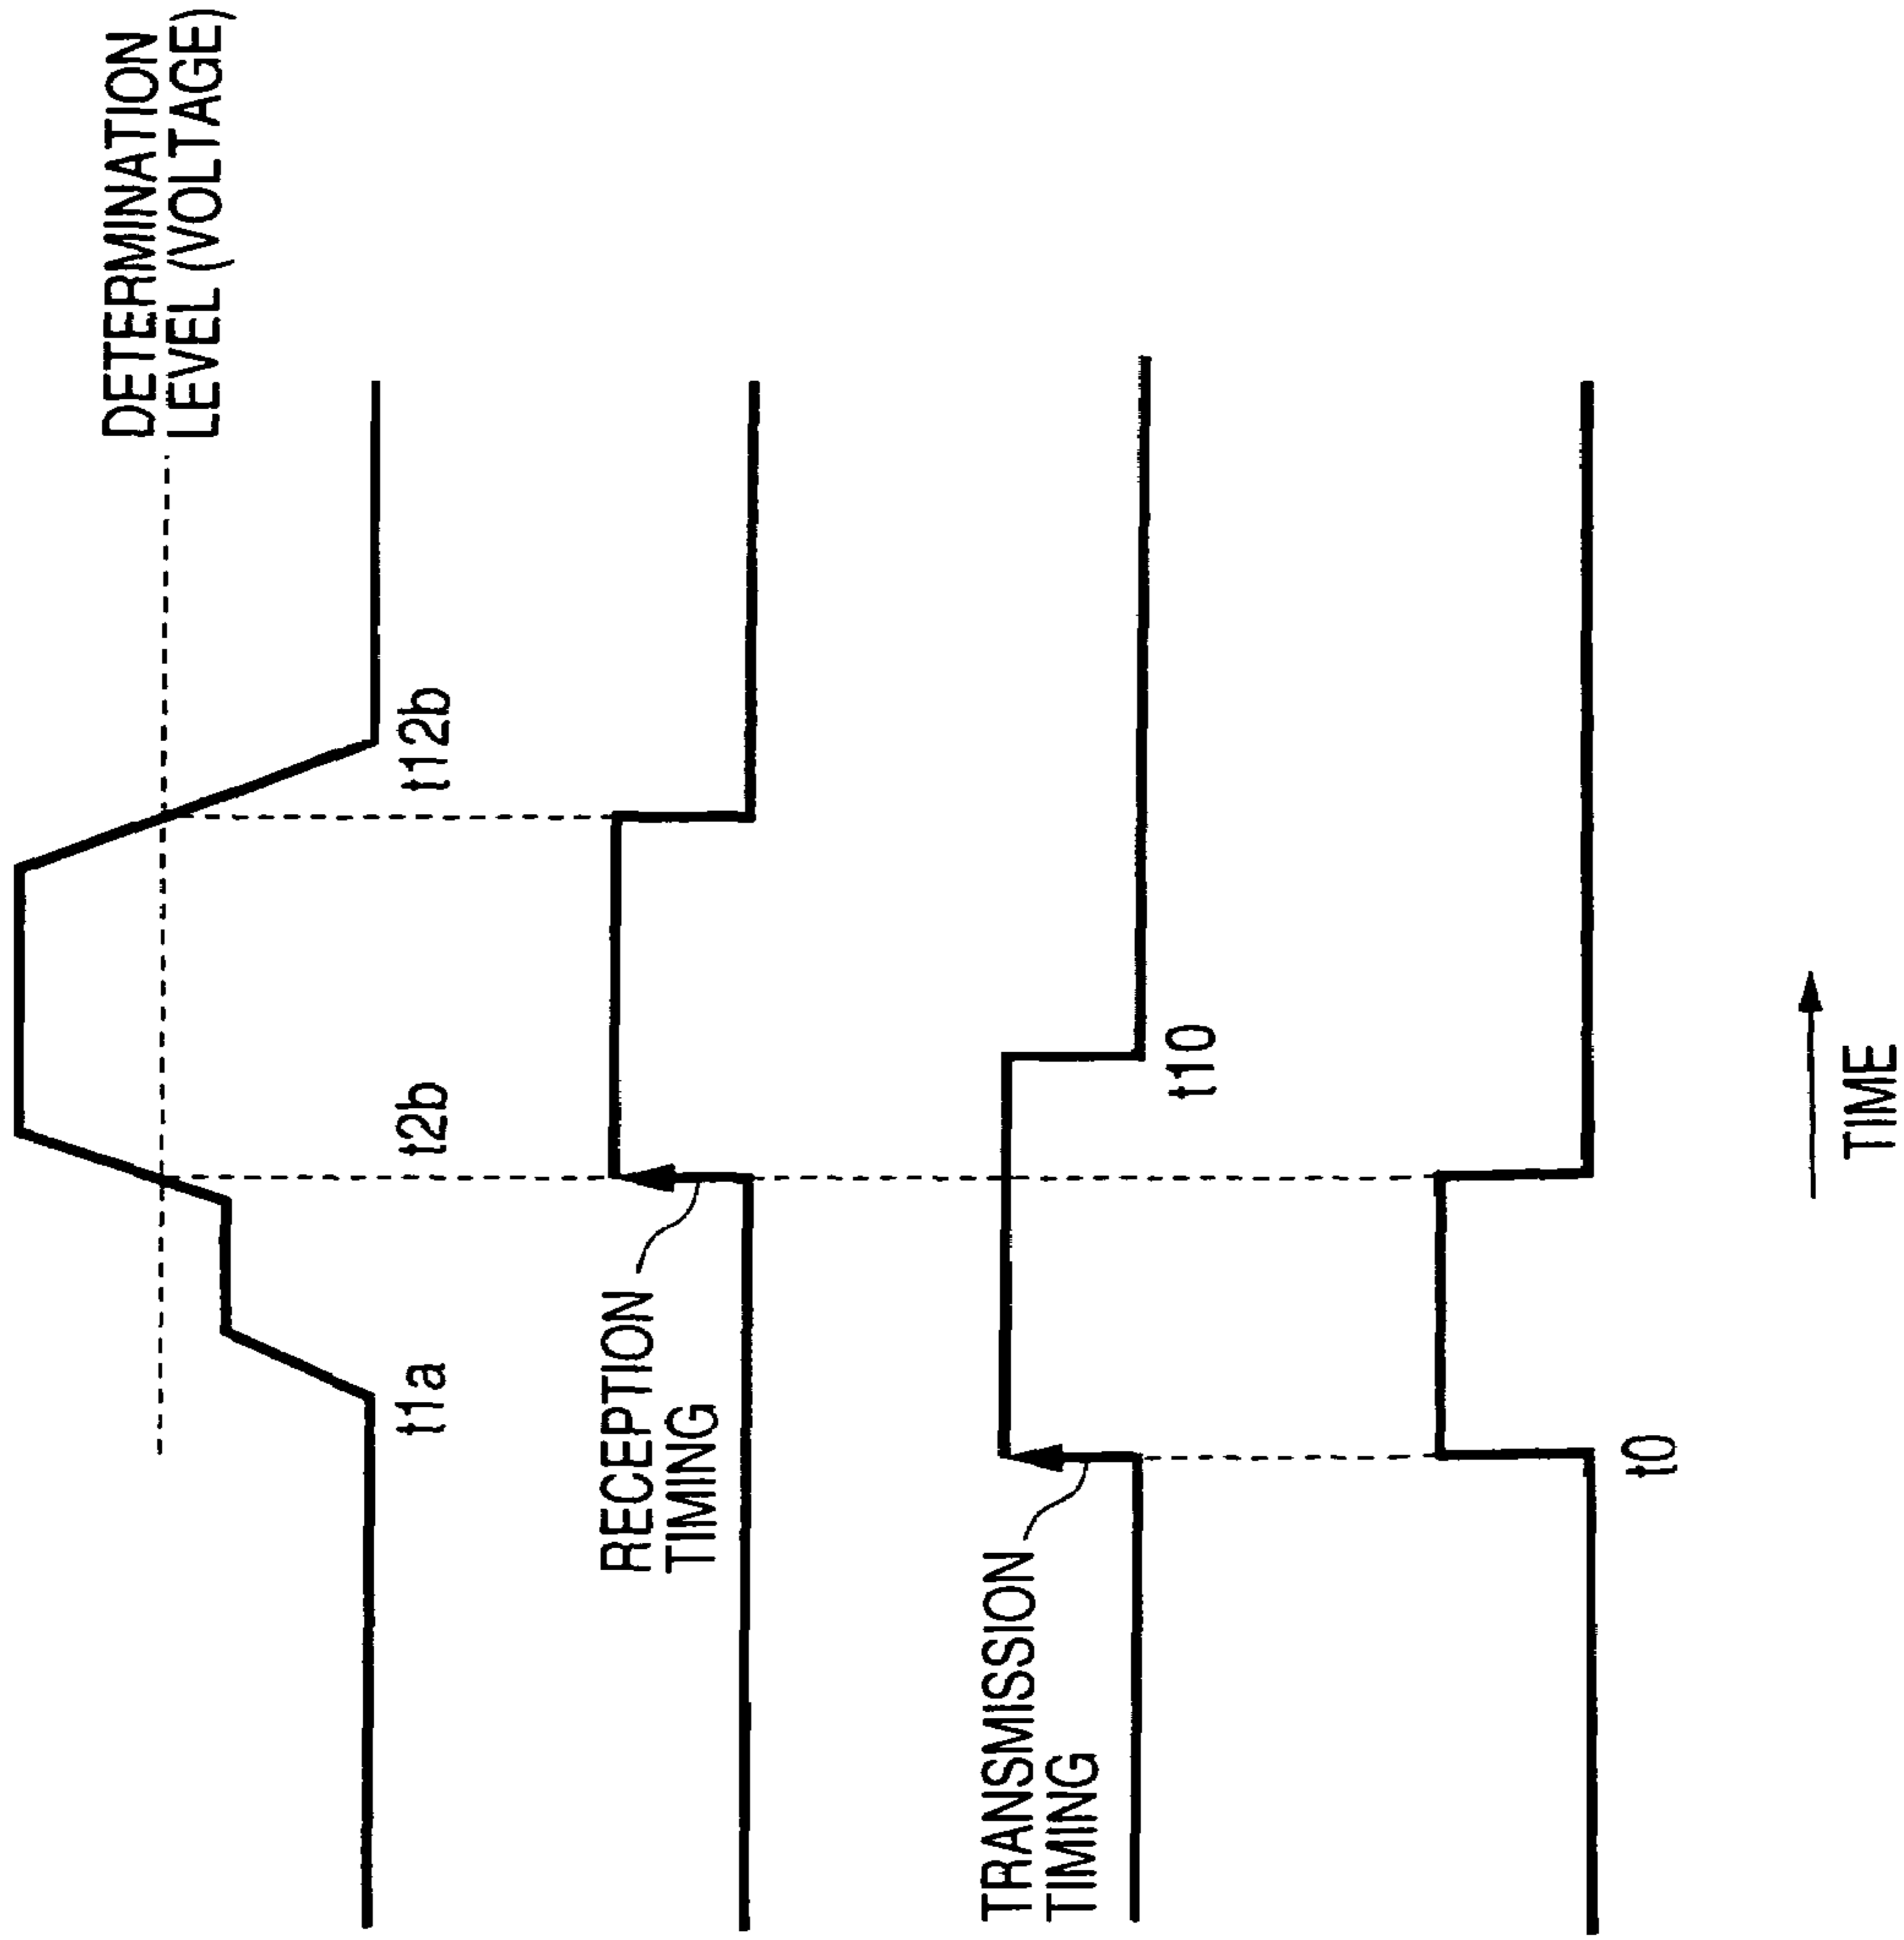 DETERMINATION
LEVEL (VOLTAGE)
t1a
t2b
t12b
RECEPTION
TIMING
TRANSMISSION
TIMING
t10
t0
TIME